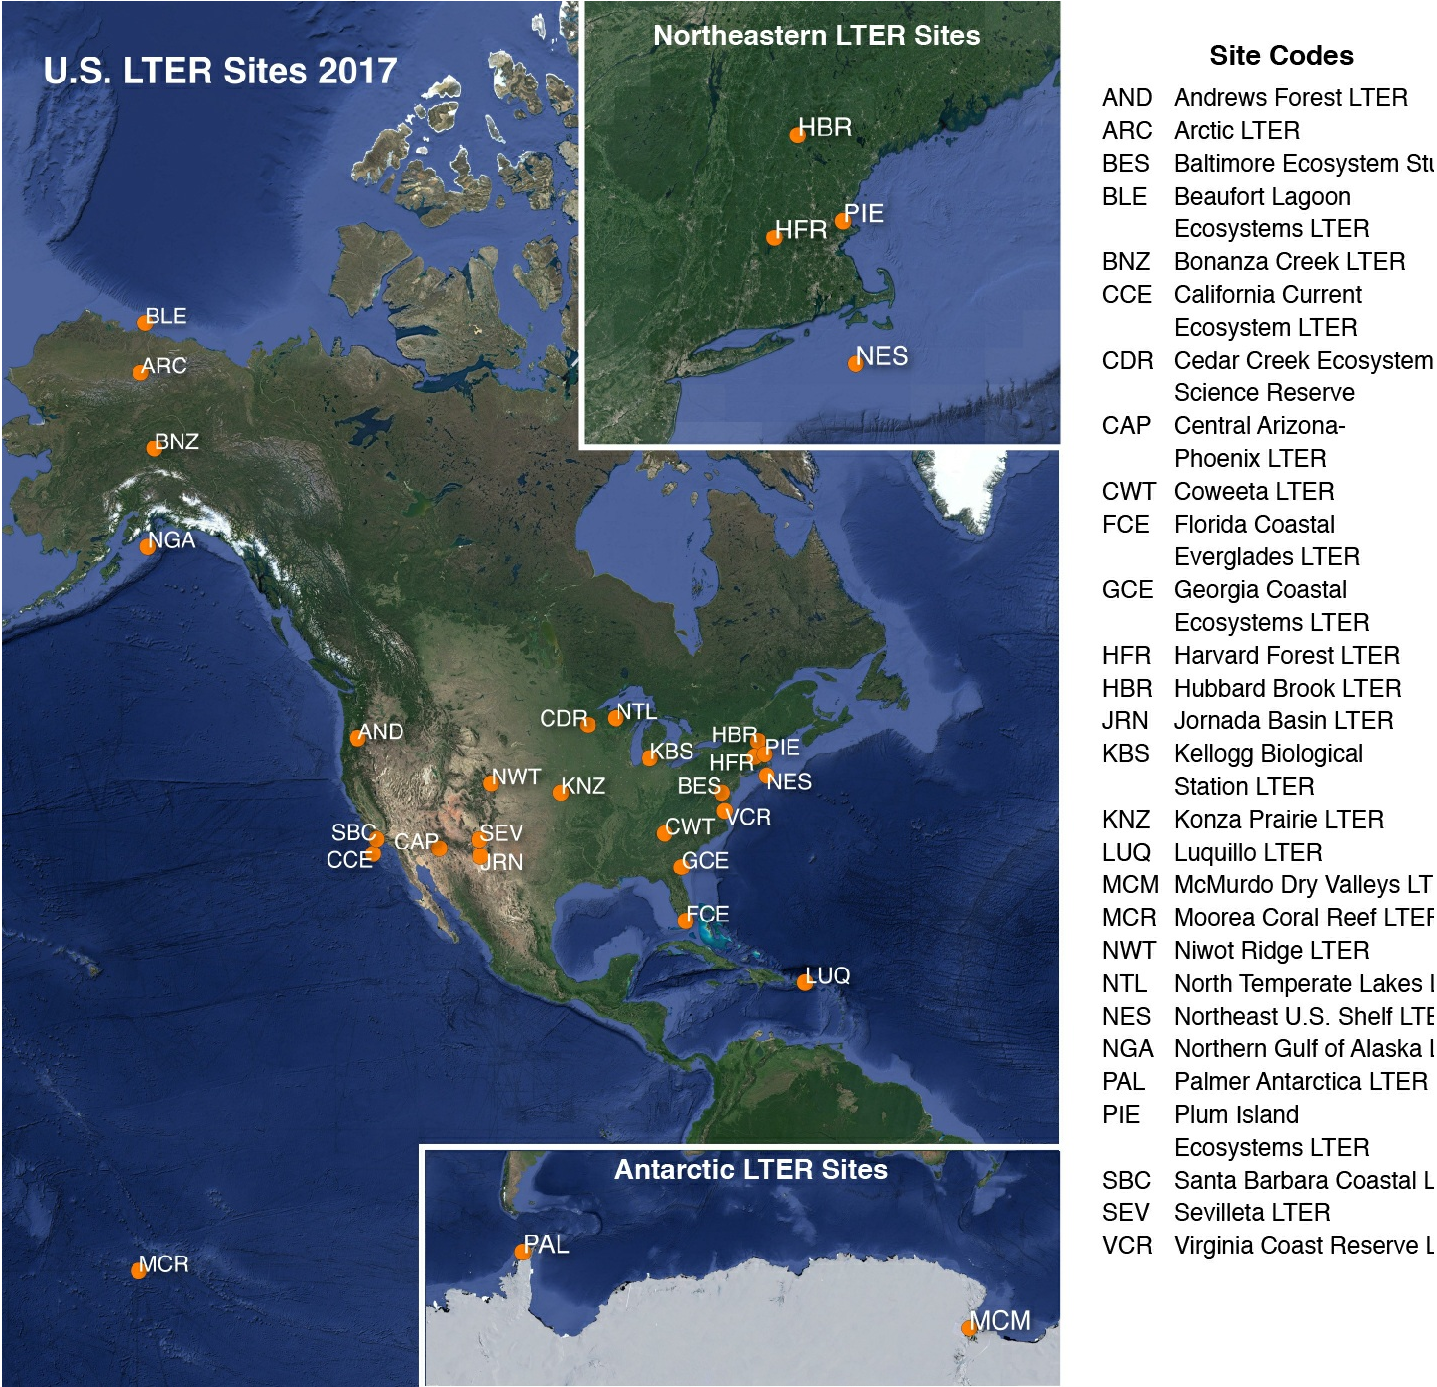 U.S. LTER Sites 2017
Northeastern LTER Sites
HBR
PIE
HFR
NES
BLE
ARC
BNZ
NGA
AND
CDR
NTL
KBS
HBR
PIE
HFR
NES
NWT
KNZ
BES
VCR
SBC
CAP
SEV
CWT
CCE
JRN
GCE
FCE
LUQ
MCR
Antarctic LTER Sites
PAL
MCM
Site Codes
AND Andrews Forest LTER
ARC Arctic LTER
BES Baltimore Ecosystem Stu
BLE Beaufort Lagoon
Ecosystems LTER
BNZ Bonanza Creek LTER
CCE California Current
Ecosystem LTER
CDR Cedar Creek Ecosystem
Science Reserve
CAP Central Arizona-
Phoenix LTER
CWT Coweeta LTER
FCE Florida Coastal
Everglades LTER
GCE Georgia Coastal
Ecosystems LTER
HFR Harvard Forest LTER
HBR Hubbard Brook LTER
JRN Jornada Basin LTER
KBS Kellogg Biological
Station LTER
KNZ Konza Prairie LTER
LUQ Luquillo LTER
MCM McMurdo Dry Valleys LT
MCR Moorea Coral Reef LTER
NWT Niwot Ridge LTER
NTL North Temperate Lakes L
NES Northeast U.S. Shelf LTE
NGA Northern Gulf of Alaska L
PAL Palmer Antarctica LTER
PIE Plum Island
Ecosystems LTER
SBC Santa Barbara Coastal L
SEV Sevilleta LTER
VCR Virginia Coast Reserve L